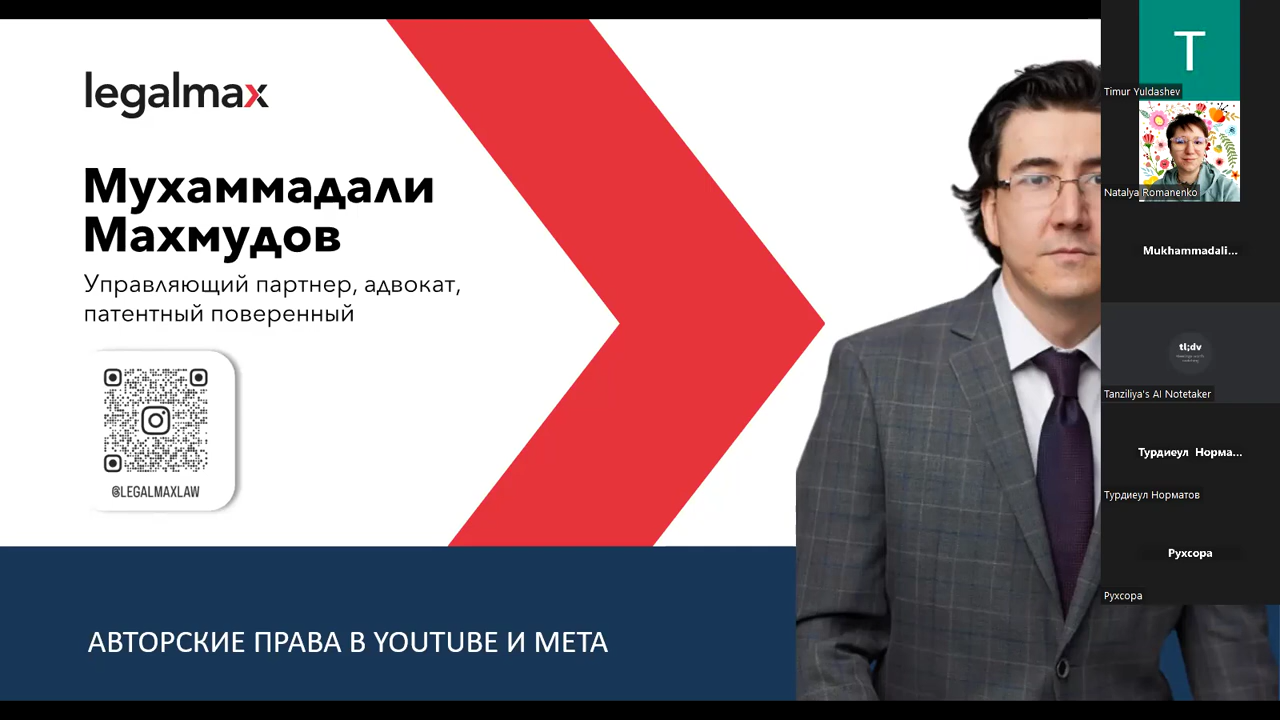 legalmax
Мухаммадали
Махмудов
Управляющий партнер, адвокат,
патентный поверенный
@LEGALMAXLAW
АВТОРСКИЕ ПРАВА В YOUTUBE И META
T
Timur Yuldashev
Natalya Romanenko
Mukhammadali...
tl;dv
Tanziliya's AI Notetaker
Турдиеул Норма...
Турдиеул Норматов
Рухсора
Рухсора